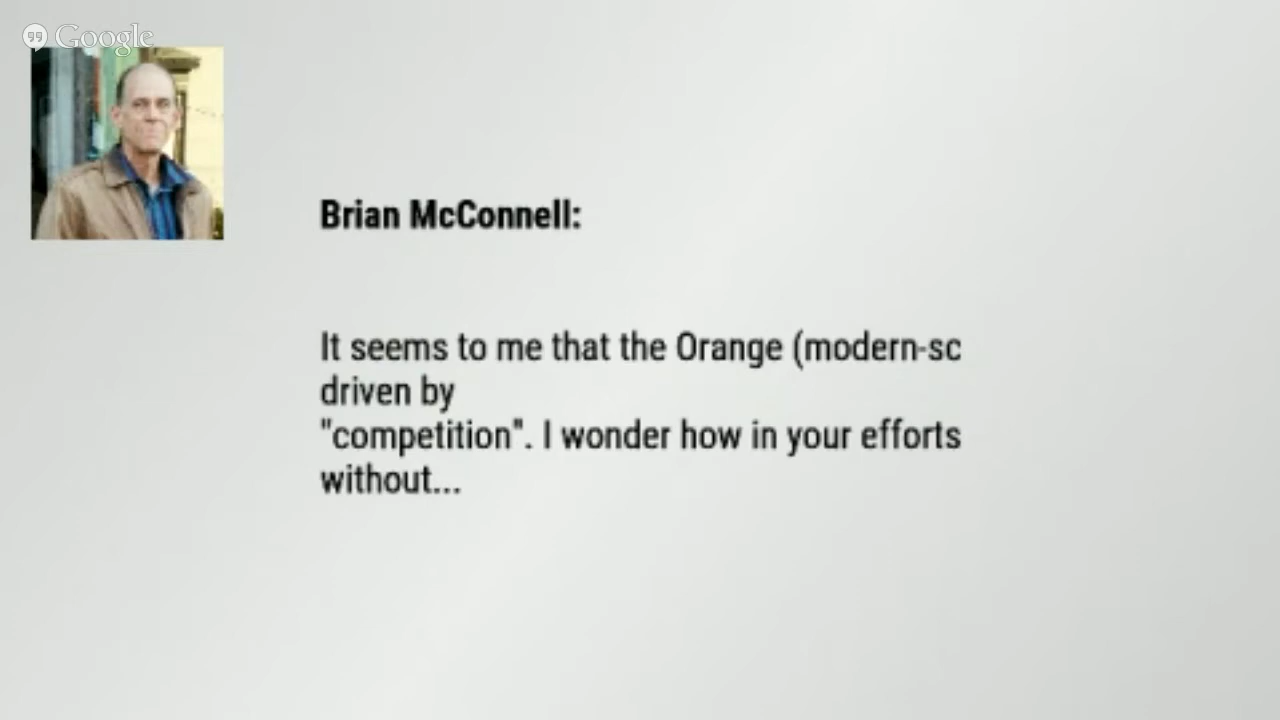 Google
Brian McConnell:
It seems to me that the Orange (modern-sc
driven by
"competition". I wonder how in your efforts
without...